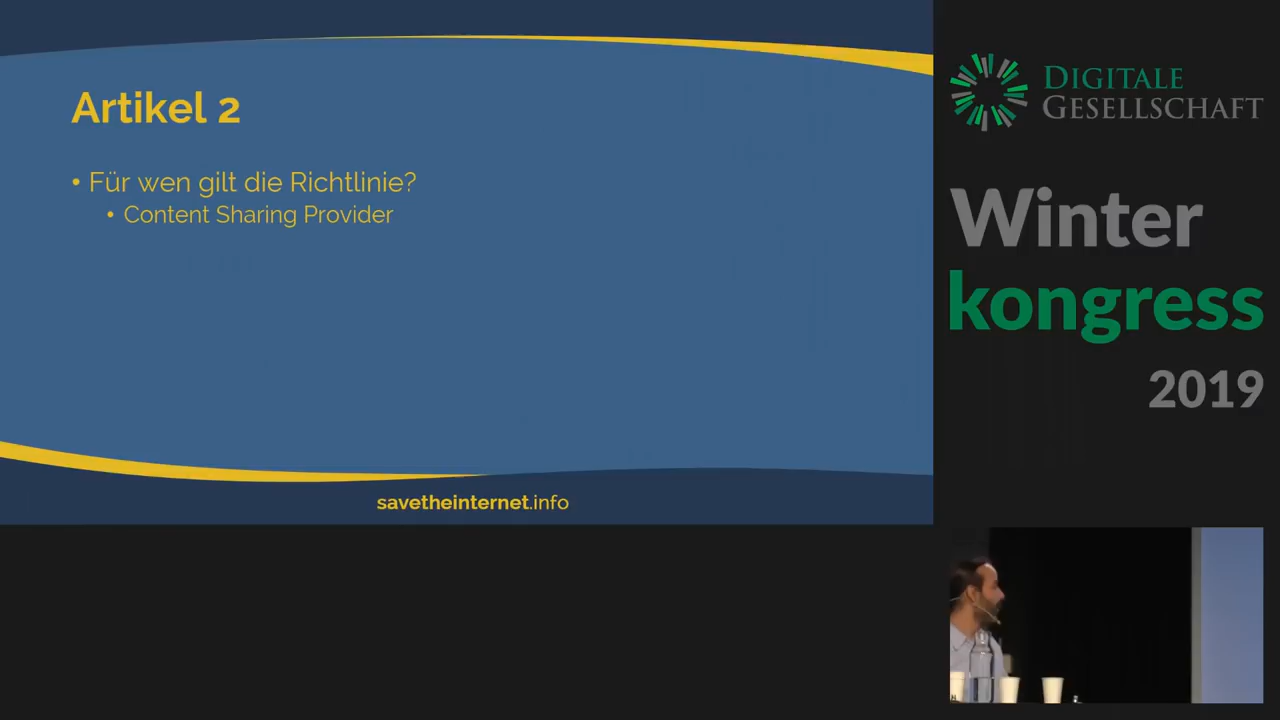 Artikel 2
• Für wen gilt die Richtlinie?
• Content Sharing Provider
savetheinternet.info
DIGITALE
GESELLSCHAFT
Winter
kongress
2019